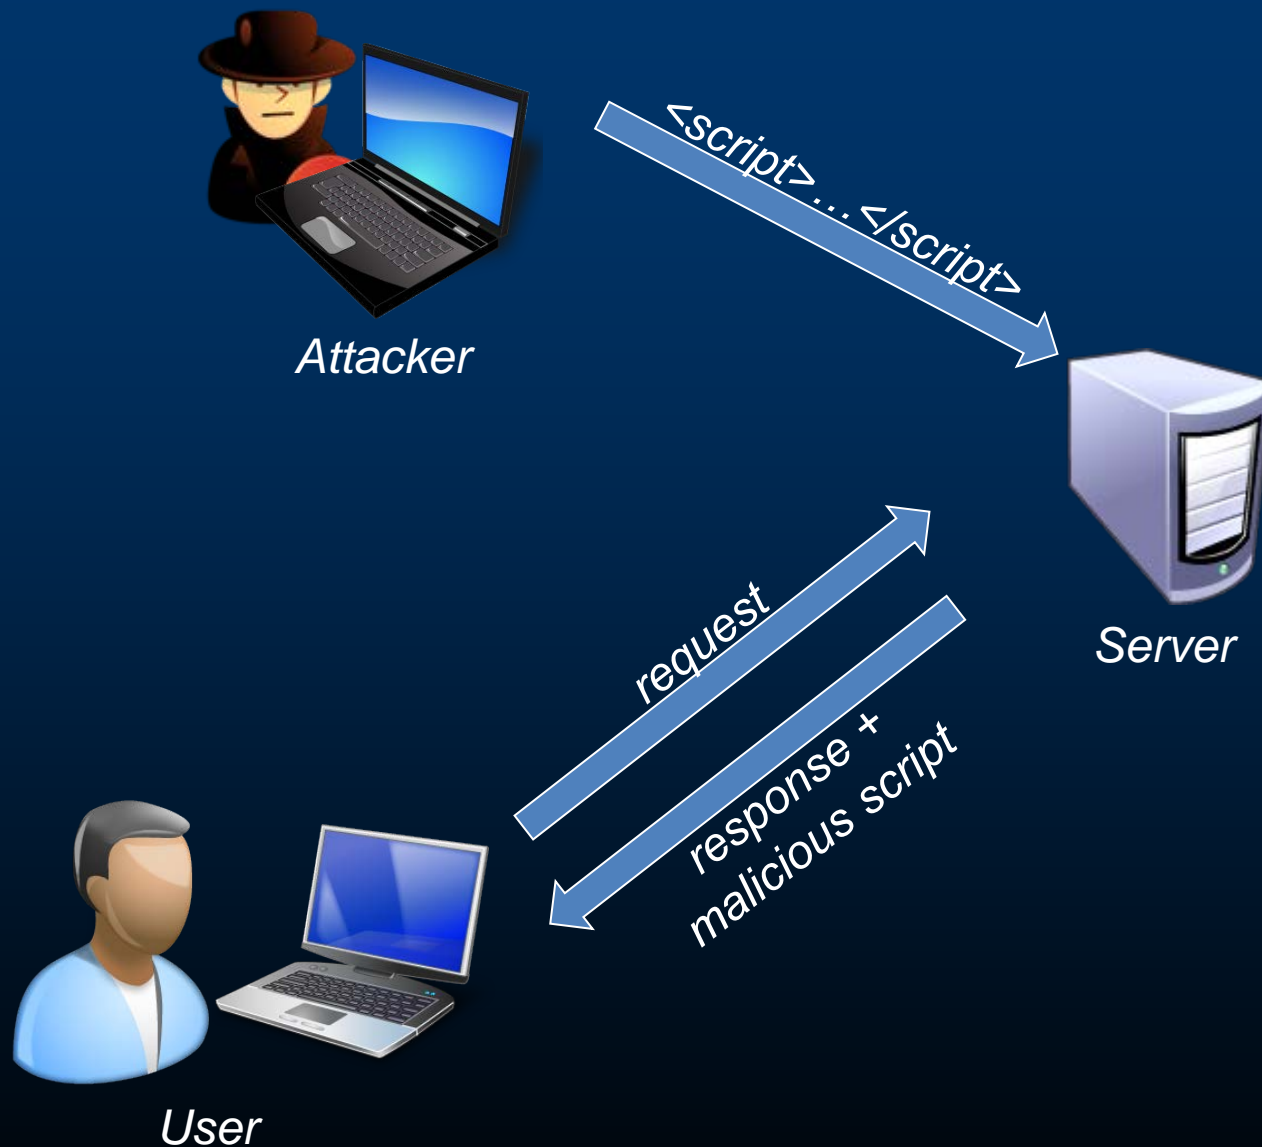 <script>…</script>
Attacker
Server
request
response +
malicious script
User